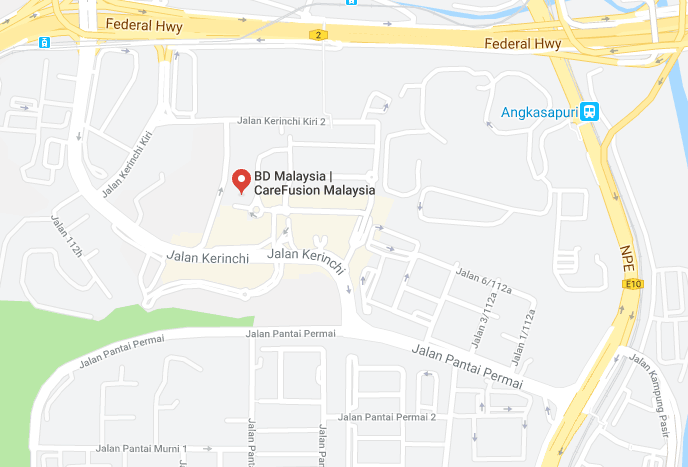 Federal Hwy
2
Federal Hwy
Angkasapuri
Jalan Kerinchi Kiri 2
Jalan Kerinchi Kiri
BD Malaysia |
CareFusion Malaysia
Jalan 112h
Jalan Kerinchi
Jalan Kerinchi
NPE
E10
Jalan 6/112a
Jalan 3/112a
Jalan 1/112a
Jalan Pantai Permai
Jalan Pantai Permai
Jalan Pantai Permai
Jalan Kampung Pasir
Jalan Pantai Permai 2
Jalan Pantai Murni 1